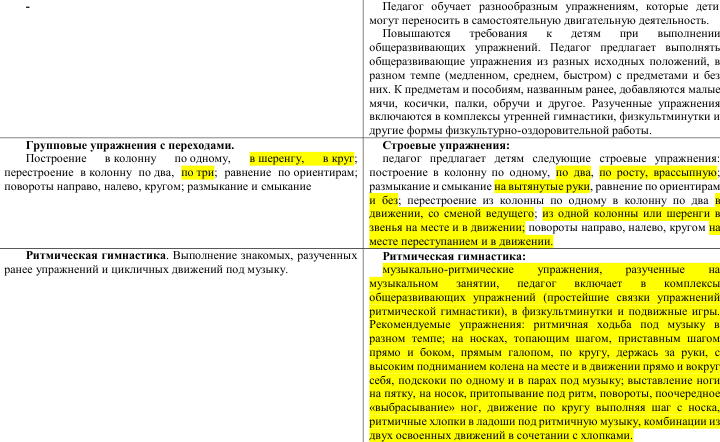 -
Педагог обучает разнообразным упражнениям, которые дети
могут переносить в самостоятельную двигательную деятельность.
Повышаются требования к детям при выполнении
общеразвивающих упражнений. Педагог предлагает выполнять
общеразвивающие упражнения из разных исходных положений, в
разном темпе (медленном, среднем, быстром) с предметами и без
них. К предметам и пособиям, названным ранее, добавляются малые
мячи, косички, палки, обручи и другое. Разученные упражнения
включаются в комплексы утренней гимнастики, физкультминутки и
другие формы физкультурно-оздоровительной работы.
Групповые упражнения с переходами.
Построение в колонну по одному, в шеренгу, в круг;
перестроение в колонну по два, по три; равнение по ориентирам;
повороты направо, налево, кругом; размыкание и смыкание
Строевые упражнения:
педагог предлагает детям следующие строевые упражнения:
построение в колонну по одному, по два, по росту, врассыпную;
размыкание и смыкание на вытянутые руки, равнение по ориентирам
и без; перестроение из колонны по одному в колонну по два в
движении, со сменой ведущего; из одной колонны или шеренги в
звенья на месте и в движении; повороты направо, налево, кругом на
месте переступанием и в движении.
Ритмическая гимнастика. Выполнение знакомых, разученных
ранее упражнений и цикличных движений под музыку.
Ритмическая гимнастика:
музыкально-ритмические упражнения, разученные на
музыкальном занятии, педагог включает в комплексы
общеразвивающих упражнений (простейшие связки упражнений
ритмической гимнастики), в физкультминутки и подвижные игры.
Рекомендуемые упражнения: ритмичная ходьба под музыку в
разном темпе; на носках, топающим шагом, приставным шагом
прямо и боком, прямым галопом, по кругу, держась за руки, с
высоким подниманием колена на месте и в движении прямо и вокруг
себя, подскоки по одному и в парах под музыку; выставление ноги
на пятку, на носок, притопывание под ритм, повороты, поочередное
«выбрасывание» ног, движение по кругу выполняя шаг с носка,
ритмичные хлопки в ладоши под ритмичную музыку, комбинации из
двух освоенных движений в сочетании с хлопками.